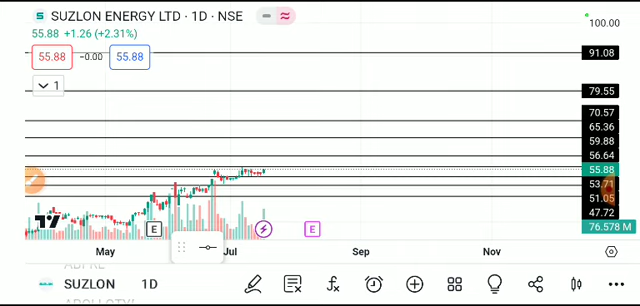 SUZLON ENERGY LTD · 1D · NSE
55.88 +1.26 (+2.31%)
55.88 −0.00 55.88
1
100.00
91.08
79.55
70.57
65.36
59.88
56.64
55.88
53.71
51.05
47.72
76.578 M
E
E
May Jul Sep Nov
SUZLON 1D